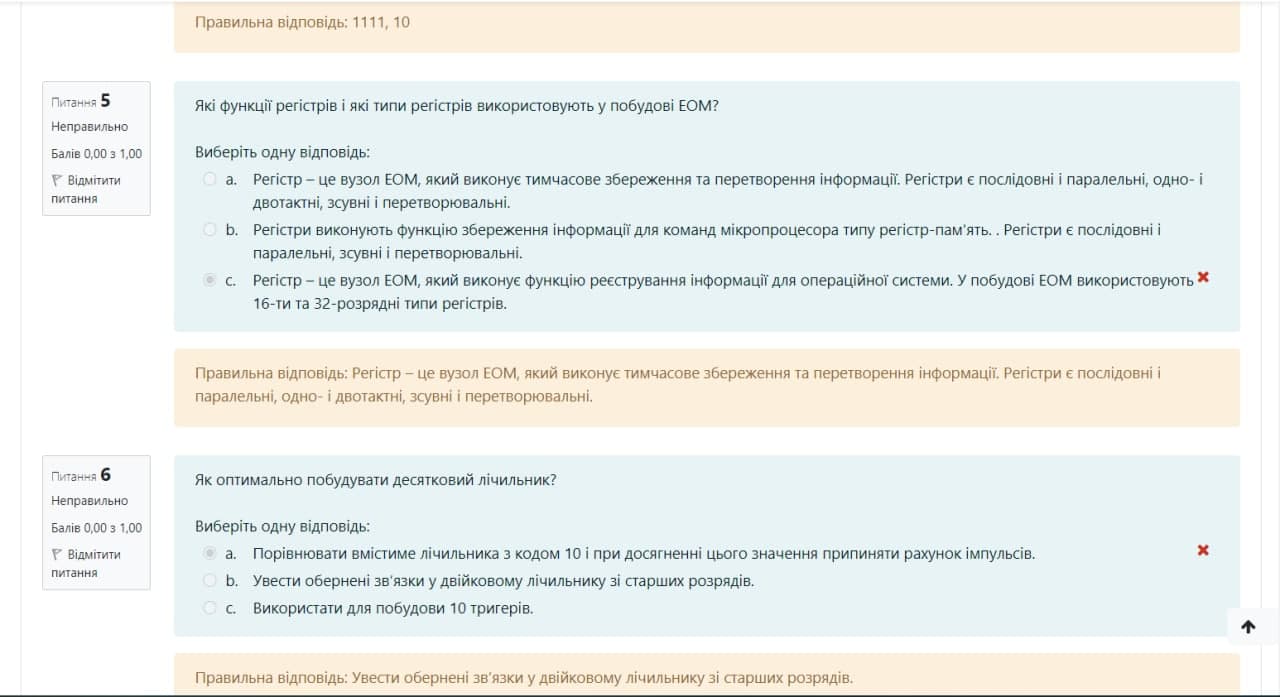 Правильна відповідь: 1111, 10
Питання 5
Неправильно
Балів 0,00 з 1,00
Відмітити
питання
Які функції регістрів і які типи регістрів використовують у побудові ЕОМ?
Виберіть одну відповідь:
a. Регістр – це вузол ЕОМ, який виконує тимчасове збереження та перетворення інформації. Регістри є послідовні і паралельні, одно- і
двотактні, зсувні і перетворювальні.
b. Регістри виконують функцію збереження інформації для команд мікропроцесора типу регістр-пам'ять. . Регістри є послідовні і
паралельні, зсувні і перетворювальні.
c. Регістр – це вузол ЕОМ, який виконує функцію реєстрування інформації для операційної системи. У побудові ЕОМ використовують
16-ти та 32-розрядні типи регістрів.
Правильна відповідь: Регістр – це вузол ЕОМ, який виконує тимчасове збереження та перетворення інформації. Регістри є послідовні і
паралельні, одно- і двотактні, зсувні і перетворювальні.
Питання 6
Неправильно
Балів 0,00 з 1,00
Відмітити
питання
Як оптимально побудувати десятковий лічильник?
Виберіть одну відповідь:
a. Порівнювати вмістиме лічильника з кодом 10 і при досягненні цього значення припиняти рахунок імпульсів.
b. Увести обернені зв'язки у двійковому лічильнику зі старших розрядів.
c. Використати для побудови 10 тригерів.
Правильна відповідь: Увести обернені зв'язки у двійковому лічильнику зі старших розрядів.